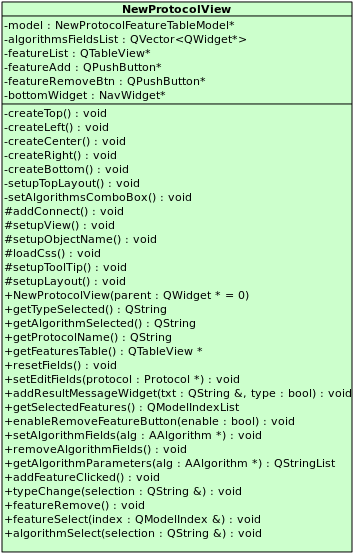 NewProtocolView
-model : NewProtocolFeatureTableModel*
-algorithmsFieldsList : QVector<QWidget*>
-featureList : QTableView*
-featureAdd : QPushButton*
-featureRemoveBtn : QPushButton*
-bottomWidget : NavWidget*
-createTop() : void
-createLeft() : void
-createCenter() : void
-createRight() : void
-createBottom() : void
-setupTopLayout() : void
-setAlgorithmsComboBox() : void
#addConnect() : void
#setupView() : void
#setupObjectName() : void
#loadCss() : void
#setupToolTip() : void
#setupLayout() : void
+NewProtocolView(parent : QWidget * = 0)
+getTypeSelected() : QString
+getAlgorithmSelected() : QString
+getProtocolName() : QString
+getFeaturesTable() : QTableView *
+resetFields() : void
+setEditFields(protocol : Protocol *) : void
+addResultMessageWidget(txt : QString &, type : bool) : void
+getSelectedFeatures() : QModelIndexList
+enableRemoveFeatureButton(enable : bool) : void
+setAlgorithmFields(alg : AAlgorithm *) : void
+removeAlgorithmFields() : void
+getAlgorithmParameters(alg : AAlgorithm *) : QStringList
+addFeatureClicked() : void
+typeChange(selection : QString &) : void
+featureRemove() : void
+featureSelect(index : QModelIndex &) : void
+algorithmSelect(selection : QString &) : void